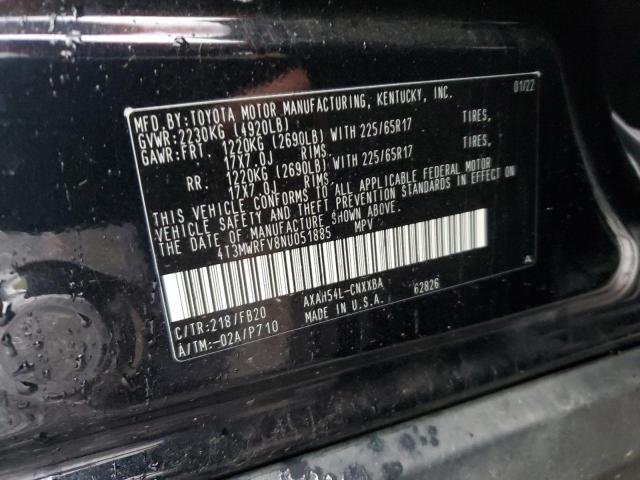 MFD.BY:TOYOTA MOTOR MANUFACTURING, KENTUCKY, INC. 01/22
GVWR:2230KG (4920LB)
GAWR:FRT. 1220KG (2690LB) WITH 225/65R17 TIRES,
17X7.0J RIMS
RR. 1220KG (2690LB) WITH 225/65R17 TIRES,
17X7.0J RIMS
THIS VEHICLE CONFORMS TO ALL APPLICABLE FEDERAL MOTOR
VEHICLE SAFETY AND THEFT PREVENTION STANDARDS IN EFFECT ON
THE DATE OF MANUFACTURE SHOWN ABOVE.
4T3MWRFV8NU051885 MPV
A
AXAH54L-CNXXBA 62826
C/TR:218/FB20 MADE IN U.S.A.
A/TM:-02A/P710